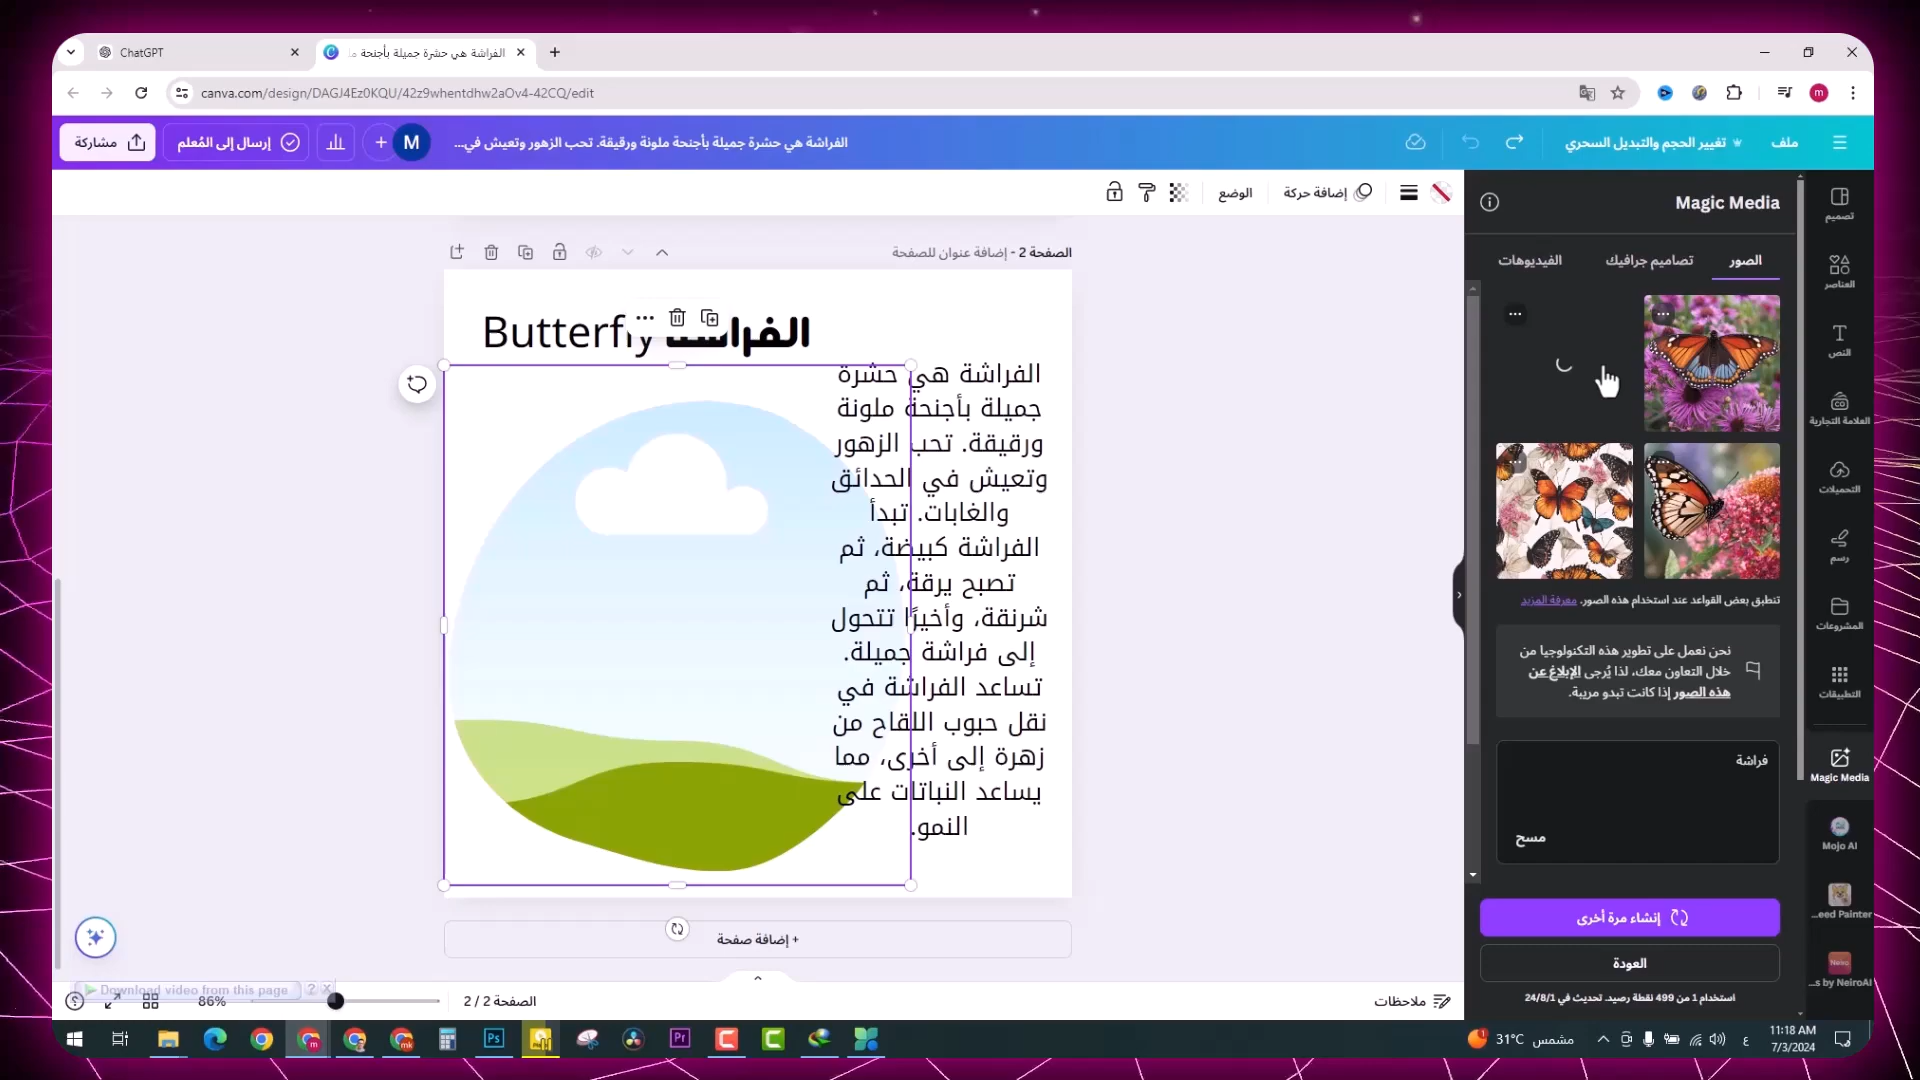 ChatGPT
الفراشة هي حشرة جميلة بأجنحة ملـ
canva.com/design/DAGJ4Ez0KQU/42z9whentdhw2aOv4-42CQ/edit
m
ملف
تغيير الحجم والتبديل السحري
الفراشة هي حشرة جميلة بأجنحة ملونة ورقيقة. تحب الزهور وتعيش في...
M
إرسال إلى المُعلم
مشاركة
إضافة حركة
الوضع
الصفحة 2 - إضافة عنوان للصفحة
الفراشة Butterfly
الفراشة هي حشرة
جميلة بأجنحة ملونة
ورقيقة. تحب الزهور
وتعيش في الحدائق
والغابات. تبدأ
الفراشة كبيضة، ثم
تصبح يرقة، ثم
شرنقة، وأخيرًا تتحول
إلى فراشة جميلة.
تساعد الفراشة في
نقل حبوب اللقاح من
زهرة إلى أخرى، مما
يساعد النباتات على
النمو.
+ إضافة صفحة
Magic Media
الصور
تصاميم جرافيك
الفيديوهات
تنطبق بعض القواعد عند استخدام هذه الصور. معرفة المزيد
نحن نعمل على تطوير هذه التكنولوجيا من
خلال التعاون معك، لذا يُرجى الإبلاغ عن
هذه الصور إذا كانت تبدو مريبة.
فراشة
مسح
إنشاء مرة أخرى
العودة
استخدام 1 من 499 نقطة رصيد. تحديث في 24/8/1
تصميم
العناصر
النص
العلامة التجارية
التحميلات
رسم
المشروعات
التطبيقات
Magic Media
Mojo AI
...eed Painter
...s by NeiroAI
Download video from this page
86%
الصفحة 2 / 2
ملاحظات
31°C مشمس
ع
11:18 AM
7/3/2024